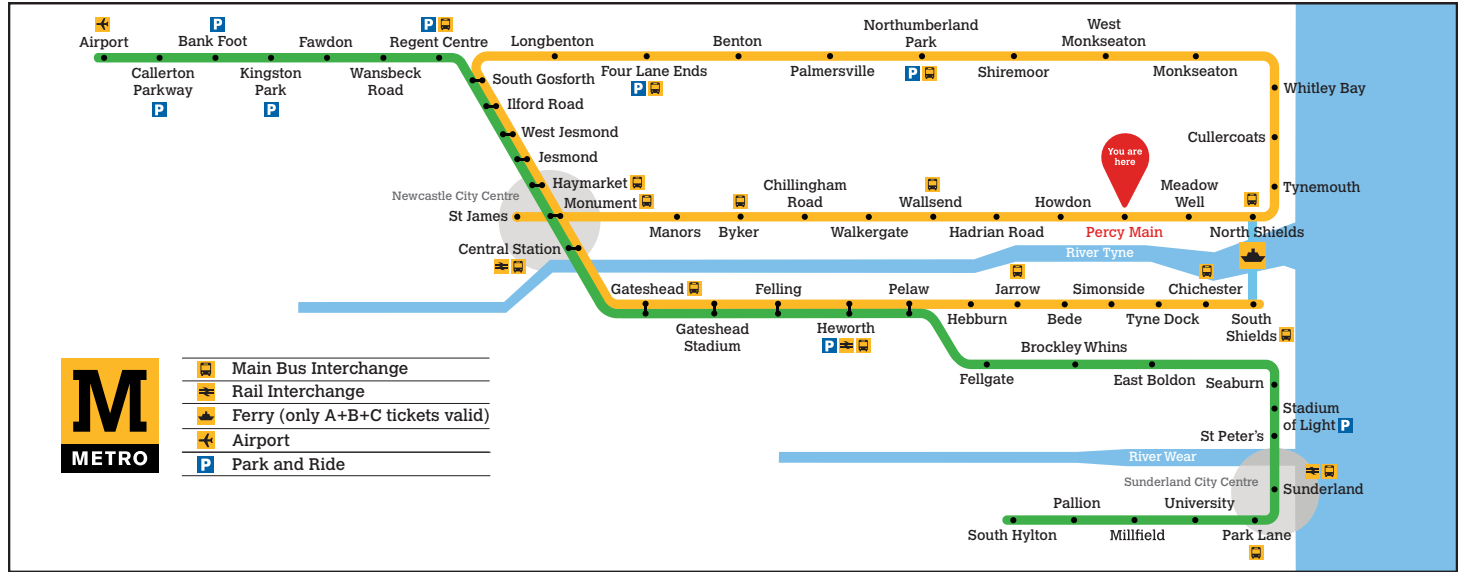 Airport
Callerton
Parkway
P
Bank Foot
P
Kingston
Park
P
Fawdon
Wansbeck
Road
Regent Centre
P
South Gosforth
Ilford Road
West Jesmond
Jesmond
Haymarket
Newcastle City Centre
Monument
St James
Central Station
Longbenton
Four Lane Ends
P
Benton
Palmersville
Northumberland
Park
P
Shiremoor
West
Monkseaton
Monkseaton
Whitley Bay
Cullercoats
Tynemouth
North Shields
Meadow
Well
You are
here
Percy Main
Howdon
Hadrian Road
Wallsend
Walkergate
Chillingham
Road
Byker
Manors
River Tyne
Gateshead
Gateshead
Stadium
Felling
Heworth
P
Pelaw
Hebburn
Jarrow
Bede
Simonside
Tyne Dock
Chichester
South
Shields
Fellgate
Brockley Whins
East Boldon
Seaburn
Stadium
of Light P
St Peter's
River Wear
Sunderland City Centre
Sunderland
Park Lane
University
Millfield
Pallion
South Hylton
M
METRO
Main Bus Interchange
Rail Interchange
Ferry (only A+B+C tickets valid)
Airport
P Park and Ride